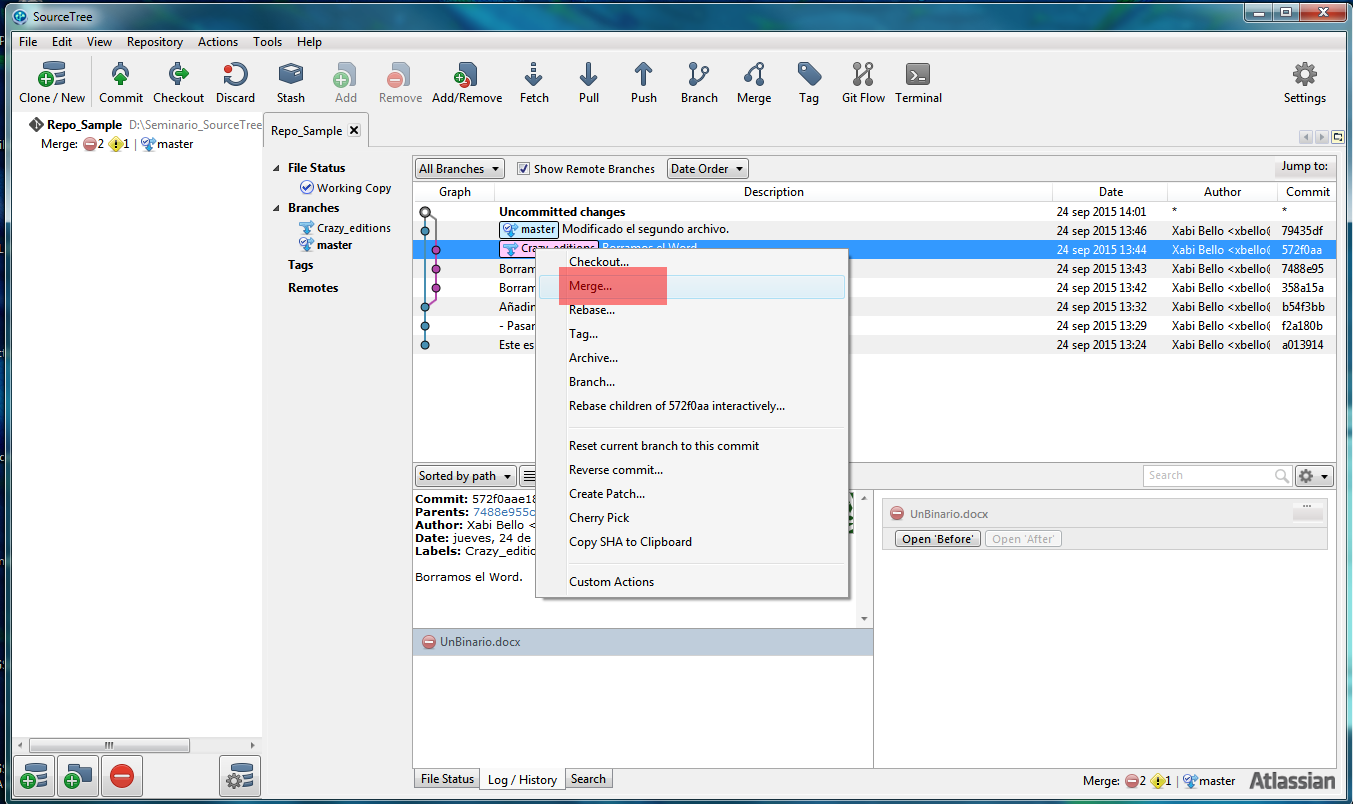 SourceTree
File Edit View Repository Actions Tools Help
Clone / New Commit Checkout Discard Stash Add Remove Add/Remove Fetch Pull Push Branch Merge Tag Git Flow Terminal Settings
Repo_Sample D:\Seminario_SourceTree
Merge: 2 1 | master
Repo_Sample
File Status
Working Copy
Branches
Crazy_editions
master
Tags
Remotes
All Branches Show Remote Branches Date Order Jump to:
Graph Description Date Author Commit
Uncommitted changes 24 sep 2015 14:01 * *
master Modificado el segundo archivo. 24 sep 2015 13:46 Xabi Bello <xbello@ 79435df
Crazy_editions Borramos el Word. 24 sep 2015 13:44 Xabi Bello <xbello@ 572f0aa
Borram 24 sep 2015 13:43 Xabi Bello <xbello@ 7488e95
Borram 24 sep 2015 13:42 Xabi Bello <xbello@ 358a15a
Añadin 24 sep 2015 13:32 Xabi Bello <xbello@ b54f3bb
- Pasar 24 sep 2015 13:29 Xabi Bello <xbello@ f2a180b
Este es 24 sep 2015 13:24 Xabi Bello <xbello@ a013914
Checkout...
Merge...
Rebase...
Tag...
Archive...
Branch...
Rebase children of 572f0aa interactively...
Reset current branch to this commit
Reverse commit...
Create Patch...
Cherry Pick
Copy SHA to Clipboard
Custom Actions
Sorted by path Search
Commit: 572f0aae18
Parents: 7488e955c
Author: Xabi Bello <
Date: jueves, 24 de
Labels: Crazy_editio
Borramos el Word.
UnBinario.docx
UnBinario.docx
Open 'Before' Open 'After'
File Status Log / History Search
Merge: 2 1 | master Atlassian